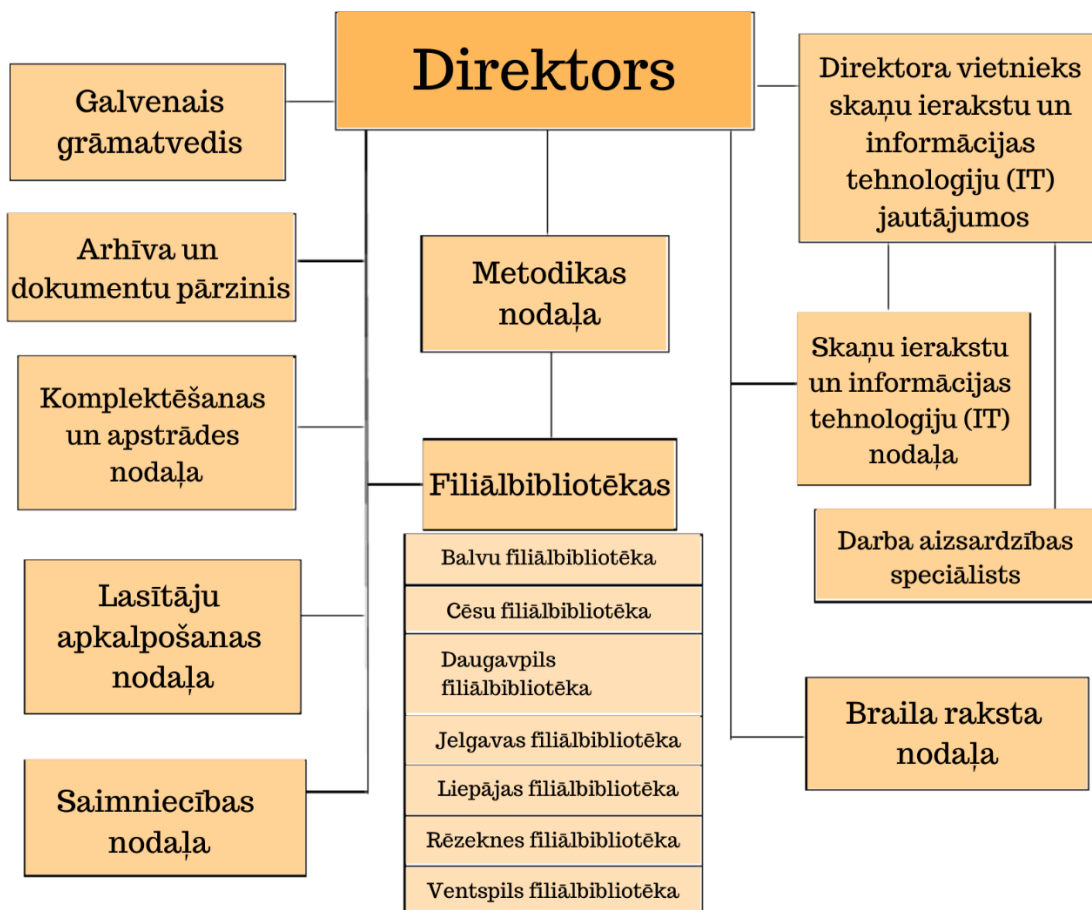 Direktors
Galvenais
grāmatvedis
Arhīva un
dokumentu pārzinis
Komplektēšanas
un apstrādes
nodaļa
Lasītāju
apkalpošanas
nodaļa
Saimniecības
nodaļa
Metodikas
nodaļa
Filiālbibliotēkas
Balvu filiālbibliotēka
Cēsu filiālbibliotēka
Daugavpils
filiālbibliotēka
Jelgavas filiālbibliotēka
Liepājas filiālbibliotēka
Rēzeknes filiālbibliotēka
Ventspils filiālbibliotēka
Direktora vietnieks
skaņu ierakstu un
informācijas
tehnologiju (IT)
jautājumos
Skaņu ierakstu
un informācijas
tehnologiju (IT)
nodaļa
Darba aizsardzības
speciālists
Braila raksta
nodaļa